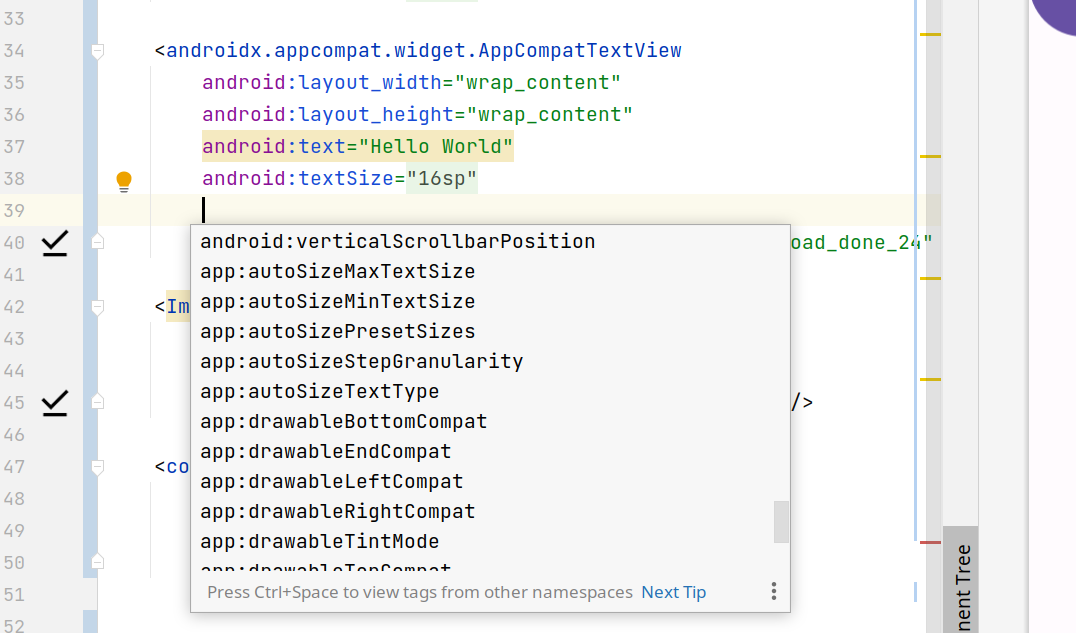 33
34 <androidx.appcompat.widget.AppCompatTextView
35 android:layout_width="wrap_content"
36 android:layout_height="wrap_content"
37 android:text="Hello World"
38 android:textSize="16sp"
39
android:verticalScrollbarPosition
40 oad_done_24"
app:autoSizeMaxTextSize
41
app:autoSizeMinTextSize
42 <Im
app:autoSizePresetSizes
43
app:autoSizeStepGranularity
44
app:autoSizeTextType
45 />
app:drawableBottomCompat
46
app:drawableEndCompat
47 <co
app:drawableLeftCompat
48
app:drawableRightCompat
49
app:drawableTintMode
50
app:drawableTopCompat
51
Press Ctrl+Space to view tags from other namespaces Next Tip
52
nent Tree